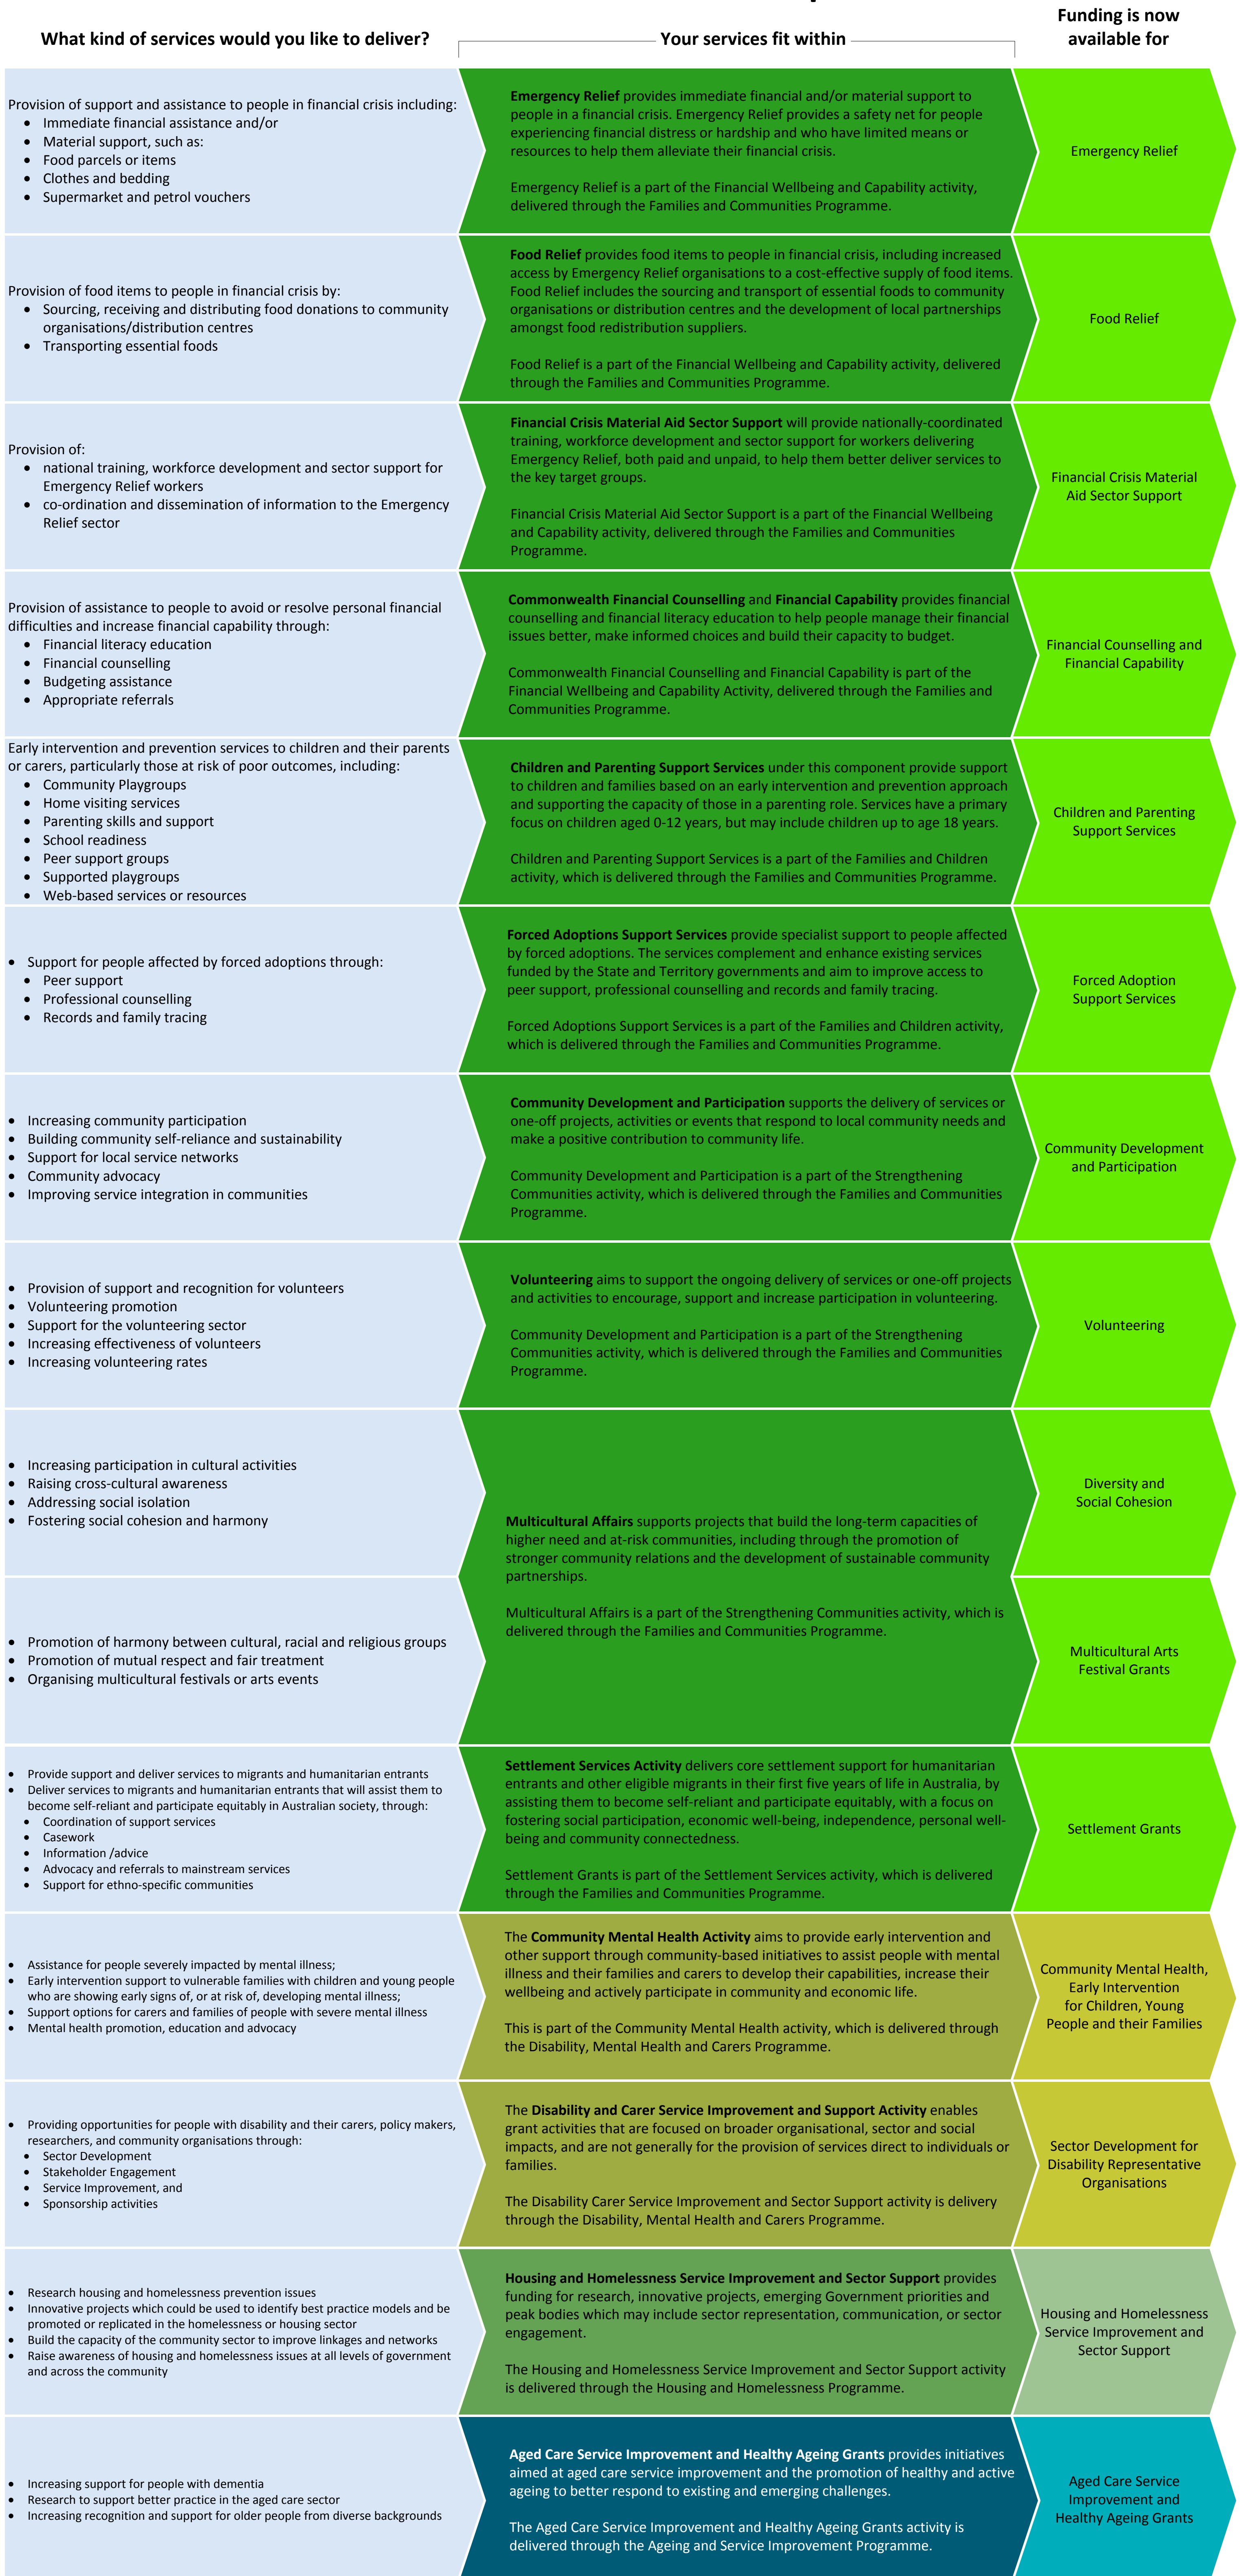 What kind of services would you like to deliver?
Your services fit within
Funding is now
available for
Provision of support and assistance to people in financial crisis including:
• Immediate financial assistance and/or
• Material support, such as:
• Food parcels or items
• Clothes and bedding
• Supermarket and petrol vouchers
Emergency Relief provides immediate financial and/or material support to
people in a financial crisis. Emergency Relief provides a safety net for people
experiencing financial distress or hardship and who have limited means or
resources to help them alleviate their financial crisis.
Emergency Relief is a part of the Financial Wellbeing and Capability activity,
delivered through the Families and Communities Programme.
Emergency Relief
Provision of food items to people in financial crisis by:
• Sourcing, receiving and distributing food donations to community
organisations/distribution centres
• Transporting essential foods
Food Relief provides food items to people in financial crisis, including increased
access by Emergency Relief organisations to a cost-effective supply of food items.
Food Relief includes the sourcing and transport of essential foods to community
organisations or distribution centres and the development of local partnerships
amongst food redistribution suppliers.
Food Relief is a part of the Financial Wellbeing and Capability activity, delivered
through the Families and Communities Programme.
Food Relief
Provision of:
• national training, workforce development and sector support for
Emergency Relief workers
• co-ordination and dissemination of information to the Emergency
Relief sector
Financial Crisis Material Aid Sector Support will provide nationally-coordinated
training, workforce development and sector support for workers delivering
Emergency Relief, both paid and unpaid, to help them better deliver services to
the key target groups.
Financial Crisis Material Aid Sector Support is a part of the Financial Wellbeing
and Capability activity, delivered through the Families and Communities
Programme.
Financial Crisis Material
Aid Sector Support
Provision of assistance to people to avoid or resolve personal financial
difficulties and increase financial capability through:
• Financial literacy education
• Financial counselling
• Budgeting assistance
• Appropriate referrals
Commonwealth Financial Counselling and Financial Capability provides financial
counselling and financial literacy education to help people manage their financial
issues better, make informed choices and build their capacity to budget.
Commonwealth Financial Counselling and Financial Capability is part of the
Financial Wellbeing and Capability Activity, delivered through the Families and
Communities Programme.
Financial Counselling and
Financial Capability
Early intervention and prevention services to children and their parents
or carers, particularly those at risk of poor outcomes, including:
• Community Playgroups
• Home visiting services
• Parenting skills and support
• School readiness
• Peer support groups
• Supported playgroups
• Web-based services or resources
Children and Parenting Support Services under this component provide support
to children and families based on an early intervention and prevention approach
and supporting the capacity of those in a parenting role. Services have a primary
focus on children aged 0-12 years, but may include children up to age 18 years.
Children and Parenting Support Services is a part of the Families and Children
activity, which is delivered through the Families and Communities Programme.
Children and Parenting
Support Services
• Support for people affected by forced adoptions through:
• Peer support
• Professional counselling
• Records and family tracing
Forced Adoptions Support Services provide specialist support to people affected
by forced adoptions. The services complement and enhance existing services
funded by the State and Territory governments and aim to improve access to
peer support, professional counselling and records and family tracing.
Forced Adoptions Support Services is a part of the Families and Children activity,
which is delivered through the Families and Communities Programme.
Forced Adoption
Support Services
• Increasing community participation
• Building community self-reliance and sustainability
• Support for local service networks
• Community advocacy
• Improving service integration in communities
Community Development and Participation supports the delivery of services or
one-off projects, activities or events that respond to local community needs and
make a positive contribution to community life.
Community Development and Participation is a part of the Strengthening
Communities activity, which is delivered through the Families and Communities
Programme.
Community Development
and Participation
• Provision of support and recognition for volunteers
• Volunteering promotion
• Support for the volunteering sector
• Increasing effectiveness of volunteers
• Increasing volunteering rates
Volunteering aims to support the ongoing delivery of services or one-off projects
and activities to encourage, support and increase participation in volunteering.
Community Development and Participation is a part of the Strengthening
Communities activity, which is delivered through the Families and Communities
Programme.
Volunteering
• Increasing participation in cultural activities
• Raising cross-cultural awareness
• Addressing social isolation
• Fostering social cohesion and harmony
Diversity and
Social Cohesion
Multicultural Affairs supports projects that build the long-term capacities of
higher need and at-risk communities, including through the promotion of
stronger community relations and the development of sustainable community
partnerships.
Multicultural Affairs is a part of the Strengthening Communities activity, which is
delivered through the Families and Communities Programme.
• Promotion of harmony between cultural, racial and religious groups
• Promotion of mutual respect and fair treatment
• Organising multicultural festivals or arts events
Multicultural Arts
Festival Grants
• Provide support and deliver services to migrants and humanitarian entrants
• Deliver services to migrants and humanitarian entrants that will assist them to
become self-reliant and participate equitably in Australian society, through:
• Coordination of support services
• Casework
• Information /advice
• Advocacy and referrals to mainstream services
• Support for ethno-specific communities
Settlement Services Activity delivers core settlement support for humanitarian
entrants and other eligible migrants in their first five years of life in Australia, by
assisting them to become self-reliant and participate equitably, with a focus on
fostering social participation, economic well-being, independence, personal well-
being and community connectedness.
Settlement Grants is part of the Settlement Services activity, which is delivered
through the Families and Communities Programme.
Settlement Grants
• Assistance for people severely impacted by mental illness;
• Early intervention support to vulnerable families with children and young people
who are showing early signs of, or at risk of, developing mental illness;
• Support options for carers and families of people with severe mental illness
• Mental health promotion, education and advocacy
The Community Mental Health Activity aims to provide early intervention and
other support through community-based initiatives to assist people with mental
illness and their families and carers to develop their capabilities, increase their
wellbeing and actively participate in community and economic life.
This is part of the Community Mental Health activity, which is delivered through
the Disability, Mental Health and Carers Programme.
Community Mental Health,
Early Intervention
for Children, Young
People and their Families
• Providing opportunities for people with disability and their carers, policy makers,
researchers, and community organisations through:
• Sector Development
• Stakeholder Engagement
• Service Improvement, and
• Sponsorship activities
The Disability and Carer Service Improvement and Support Activity enables
grant activities that are focused on broader organisational, sector and social
impacts, and are not generally for the provision of services direct to individuals or
families.
The Disability Carer Service Improvement and Sector Support activity is delivery
through the Disability, Mental Health and Carers Programme.
Sector Development for
Disability Representative
Organisations
• Research housing and homelessness prevention issues
• Innovative projects which could be used to identify best practice models and be
promoted or replicated in the homelessness or housing sector
• Build the capacity of the community sector to improve linkages and networks
• Raise awareness of housing and homelessness issues at all levels of government
and across the community
Housing and Homelessness Service Improvement and Sector Support provides
funding for research, innovative projects, emerging Government priorities and
peak bodies which may include sector representation, communication, or sector
engagement.
The Housing and Homelessness Service Improvement and Sector Support activity
is delivered through the Housing and Homelessness Programme.
Housing and Homelessness
Service Improvement and
Sector Support
• Increasing support for people with dementia
• Research to support better practice in the aged care sector
• Increasing recognition and support for older people from diverse backgrounds
Aged Care Service Improvement and Healthy Ageing Grants provides initiatives
aimed at aged care service improvement and the promotion of healthy and active
ageing to better respond to existing and emerging challenges.
The Aged Care Service Improvement and Healthy Ageing Grants activity is
delivered through the Ageing and Service Improvement Programme.
Aged Care Service
Improvement and
Healthy Ageing Grants